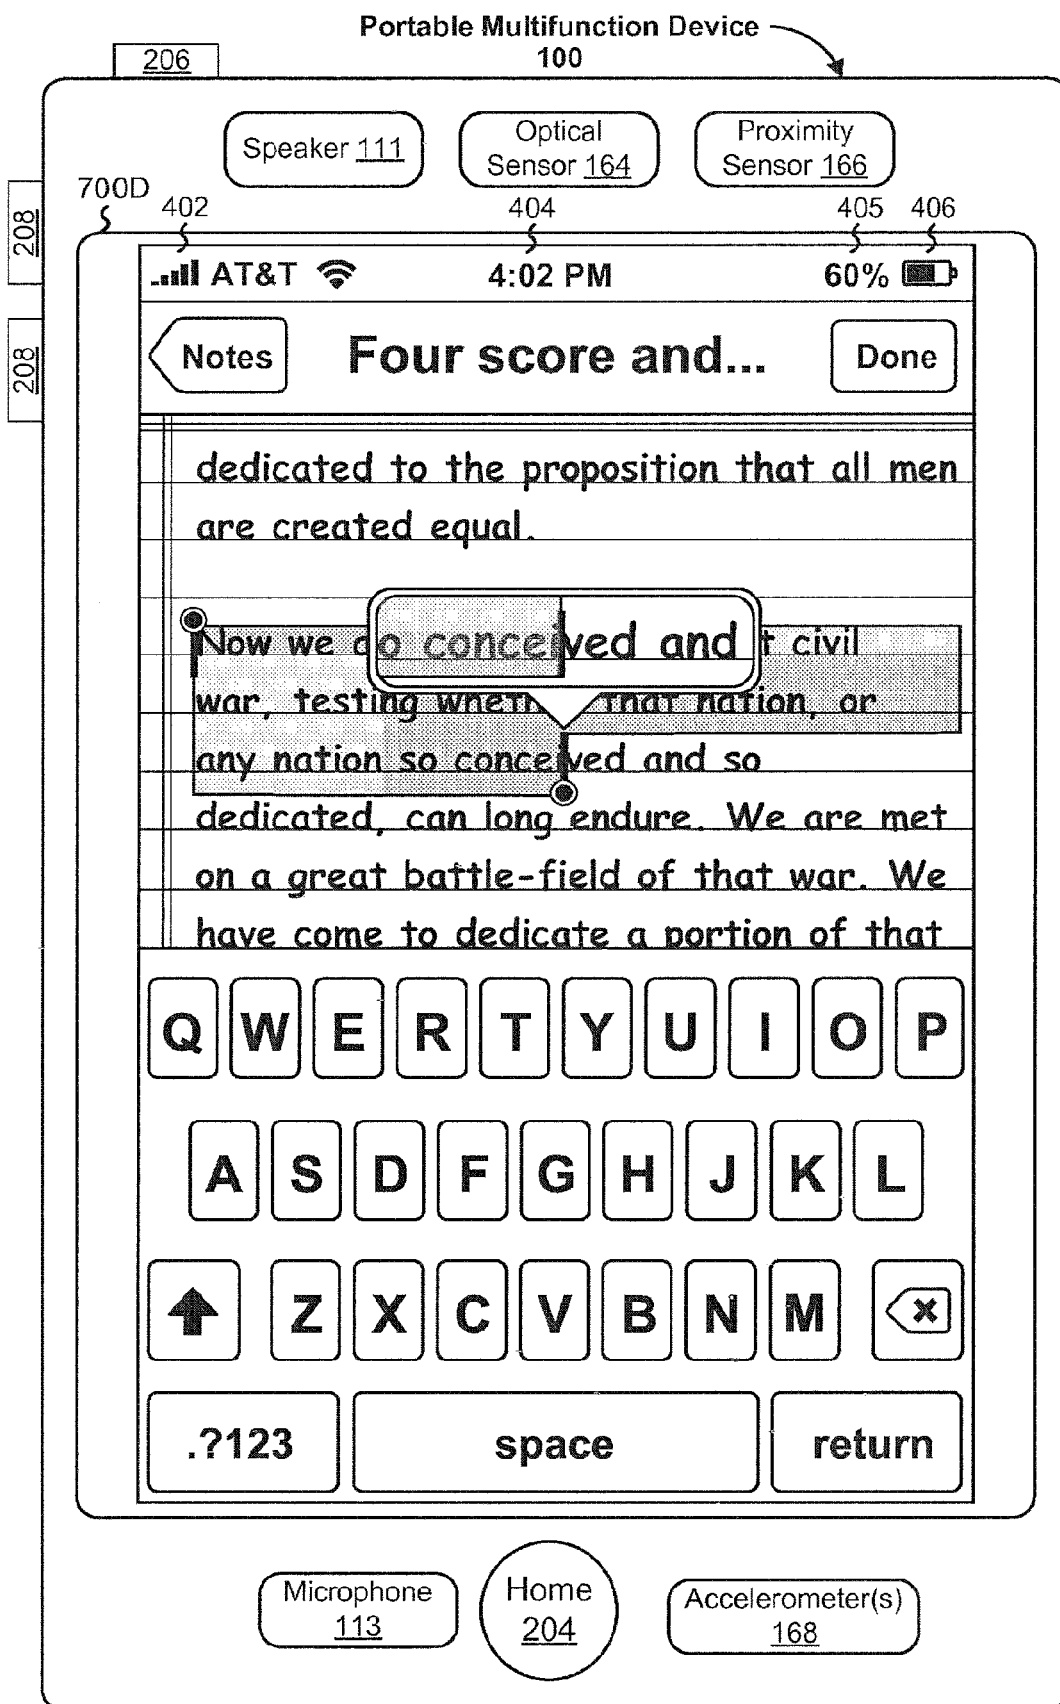 Portable Multifunction Device
100
206
Speaker 111
Optical
Sensor 164
Proximity
Sensor 166
208
208
700D
402
404
405
406
AT&T 4:02 PM 60%
Notes Four score and... Done
dedicated to the proposition that all men
are created equal.
o conceived and
Now we civil
war, testing that nation, or
any nation so conceived and so
dedicated, can long endure. We are met
on a great battle-field of that war. We
have come to dedicate a portion of that
Q W E R T Y U I O P
A S D F G H J K L
Z X C V B N M
.?123 space return
Microphone
113
Home
204
Accelerometer(s)
168